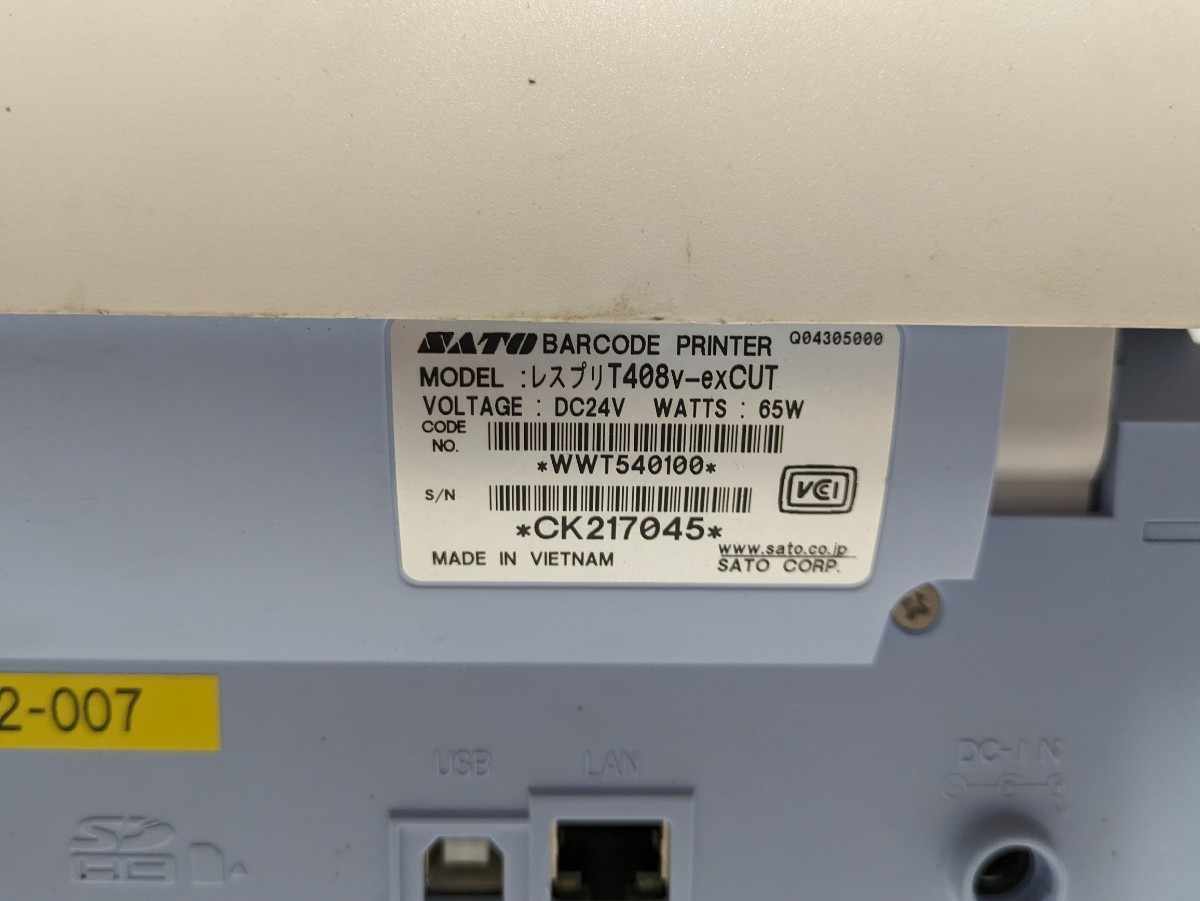 SATO BARCODE PRINTER Q04305000
MODEL :レスプリT408v-exCUT
VOLTAGE : DC24V WATTS : 65W
CODE NO.
*WWT540100*
S/N
*CK217045*
VCI
MADE IN VIETNAM
www.sato.co.jp
SATO CORP.
2-007
USB
LAN
DC-IN
SD
HC